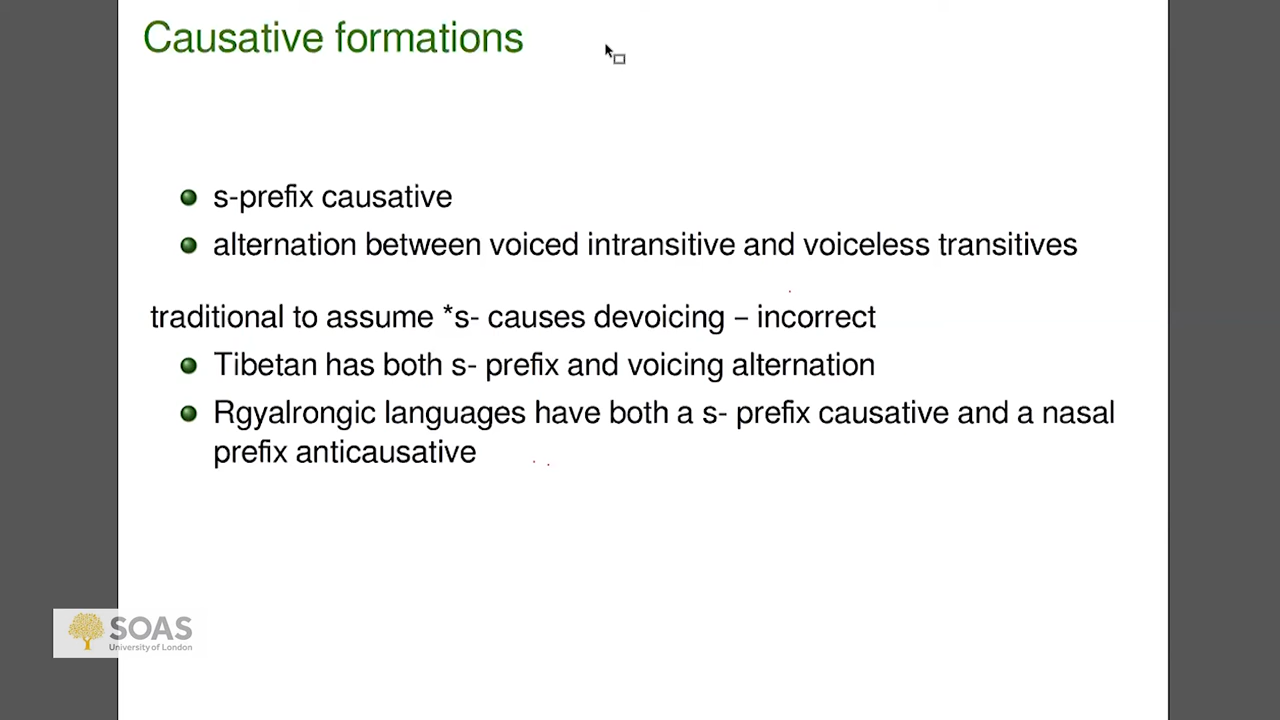 Causative formations
s-prefix causative
alternation between voiced intransitive and voiceless transitives
traditional to assume *s- causes devoicing – incorrect
Tibetan has both s- prefix and voicing alternation
Rgyalrongic languages have both a s- prefix causative and a nasal
prefix anticausative
SOAS
University of London